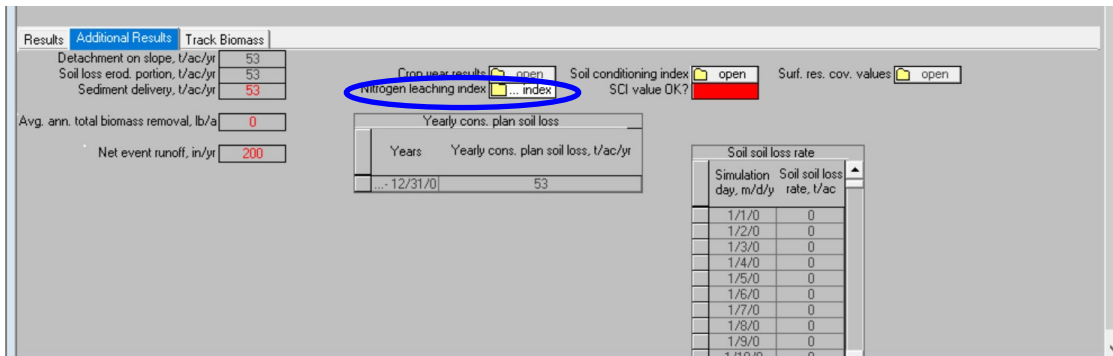 Results Additional Results Track Biomass
Detachment on slope, t/ac/yr 53
Soil loss erod. portion, t/ac/yr 53
Sediment delivery, t/ac/yr 53
Crop year results open Soil conditioning index open Surf. res. cov. values open
Nitrogen leaching index ... index SCI value OK?
Avg. ann. total biomass removal, lb/a 0
Net event runoff, in/yr 200
Yearly cons. plan soil loss
Years Yearly cons. plan soil loss, t/ac/yr
...- 12/31/0 53
Soil soil loss rate
Simulation day, m/d/y Soil soil loss rate, t/ac
1/1/0 0
1/2/0 0
1/3/0 0
1/4/0 0
1/5/0 0
1/6/0 0
1/7/0 0
1/8/0 0
1/9/0 0
1/10/0 0